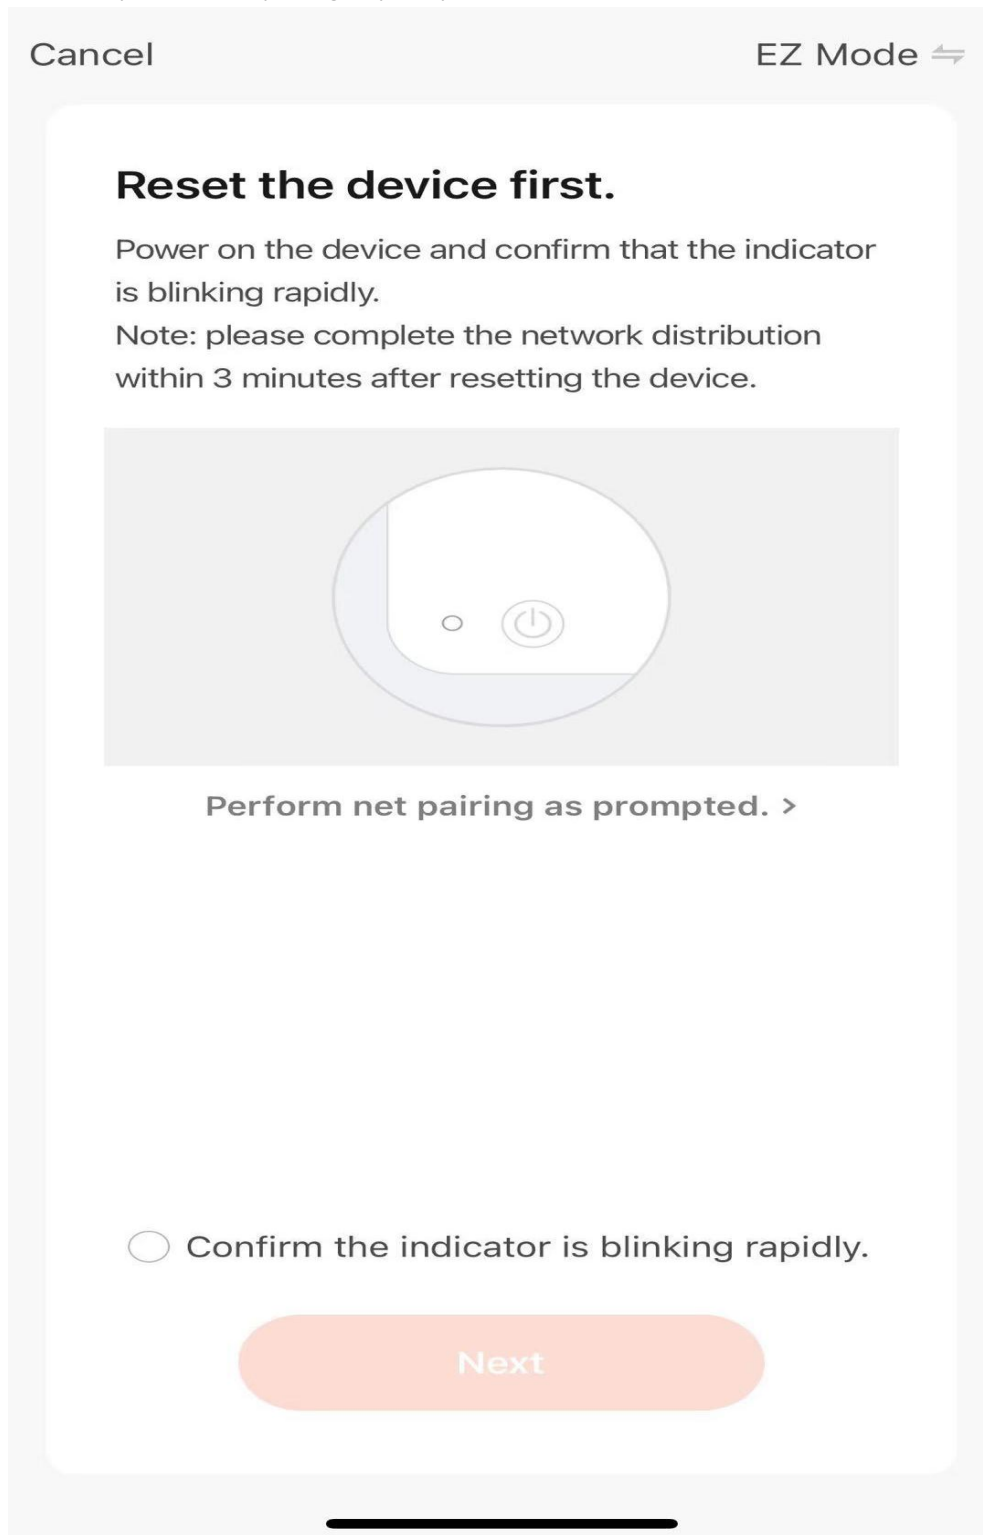 Cancel
EZ Mode
Reset the device first.
Power on the device and confirm that the indicator
is blinking rapidly.
Note: please complete the network distribution
within 3 minutes after resetting the device.
Perform net pairing as prompted. >
Confirm the indicator is blinking rapidly.
Next